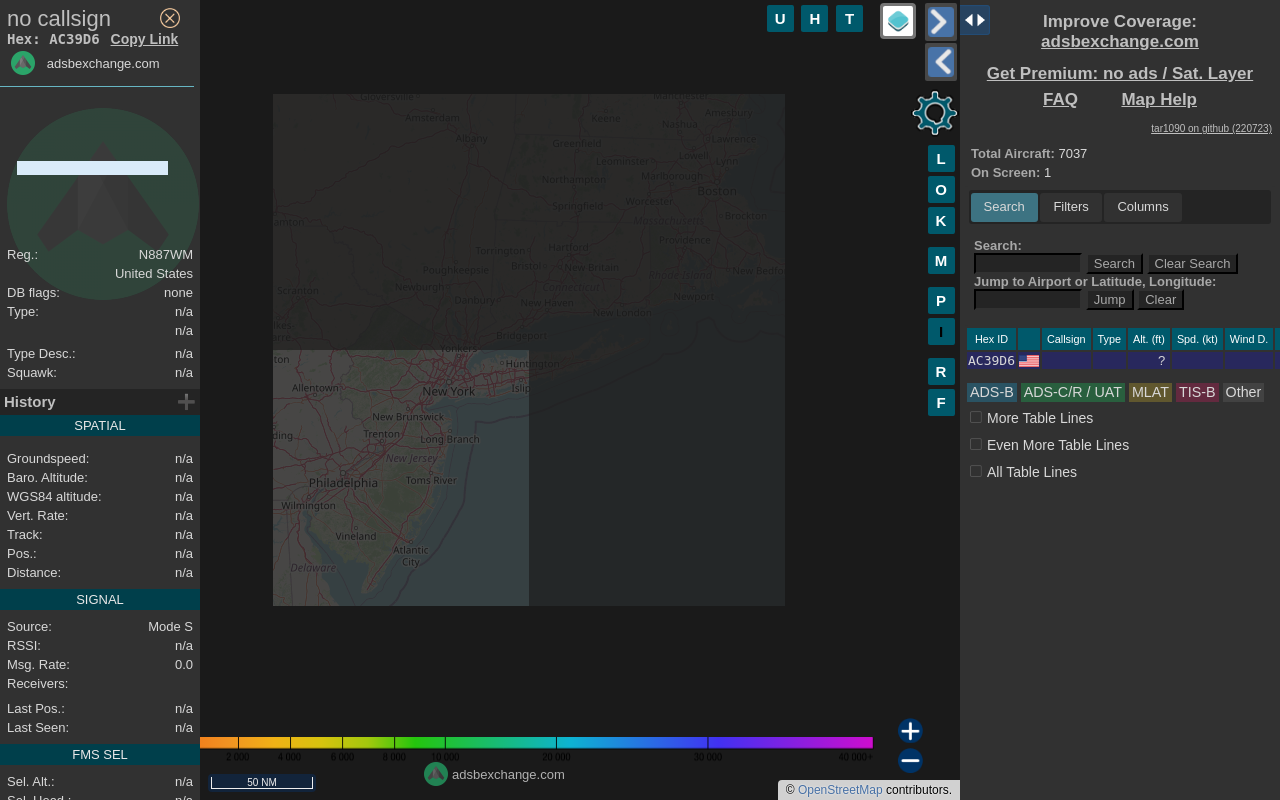 no callsign
Hex: AC39D6 Copy Link
adsbexchange.com
Reg.: N887WM
United States
DB flags: none
Type: n/a
n/a
Type Desc.: n/a
Squawk: n/a
History
SPATIAL
Groundspeed: n/a
Baro. Altitude: n/a
WGS84 altitude: n/a
Vert. Rate: n/a
Track: n/a
Pos.: n/a
Distance: n/a
SIGNAL
Source: Mode S
RSSI: n/a
Msg. Rate: 0.0
Receivers:
Last Pos.: n/a
Last Seen: n/a
FMS SEL
Sel. Alt.: n/a
Sel. Head.: n/a
U H T
L
O
K
M
P
I
R
F
Gloversville
Amsterdam
Albany
Keene
Manchester
Nashua
Amesbury
Lawrence
Greenfield
Leominster
Lowell
Lynn
Northampton
Marlborough
Boston
Worcester
Springfield
Massachusetts
Brockton
Torrington
Hartford
Providence
Poughkeepsie
Bristol
New Britain
Rhode Island
New Bedfo
Scranton
Newburgh
Connecticut
Danbury
New Haven
Newport
New London
Bridgeport
Yonkers
Huntington
Allentown
New York
Islip
New Brunswick
Trenton
Long Branch
ding
New Jersey
Philadelphia
Toms River
Wilmington
Vineland
Atlantic
City
Delaware
2 000 4 000 6 000 8 000 10 000 20 000 30 000 40 000+
adsbexchange.com
50 NM
© OpenStreetMap contributors.
Improve Coverage:
adsbexchange.com
Get Premium: no ads / Sat. Layer
FAQ Map Help
tar1090 on github (220723)
Total Aircraft: 7037
On Screen: 1
Search Filters Columns
Search:
Search Clear Search
Jump to Airport or Latitude, Longitude:
Jump Clear
Hex ID Callsign Type Alt. (ft) Spd. (kt) Wind D.
AC39D6 ?
ADS-B ADS-C/R / UAT MLAT TIS-B Other
More Table Lines
Even More Table Lines
All Table Lines